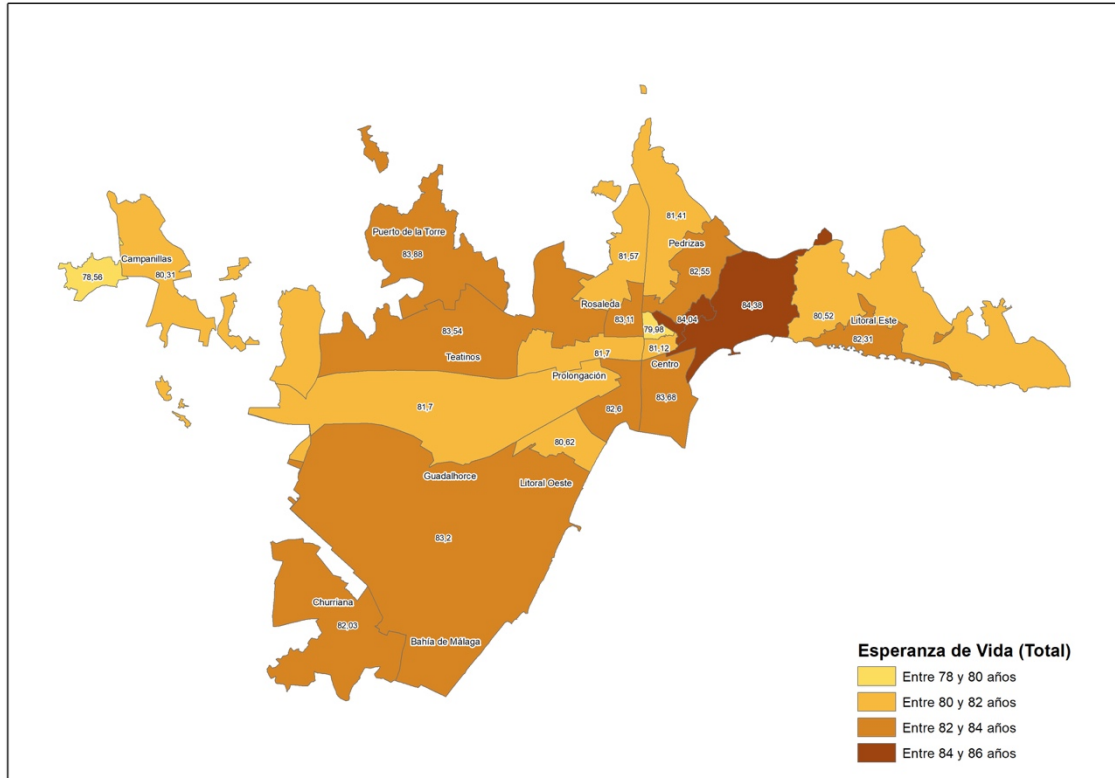 81,41
Puerto de la Torre
Pedrizas
83,88
81,57
Campanillas
82,55
78,56
80,31
84,38
Rosaleda
83,11
84,04
80,52
Litoral Este
83,54
79,98
82,31
Teatinos
81,7
81,12
Centro
Prolongación
81,7
82,6
83,68
80,62
Guadalhorce
Litoral Oeste
83,2
Churriana
82,03
Bahía de Málaga
Esperanza de Vida (Total)
Entre 78 y 80 años
Entre 80 y 82 años
Entre 82 y 84 años
Entre 84 y 86 años